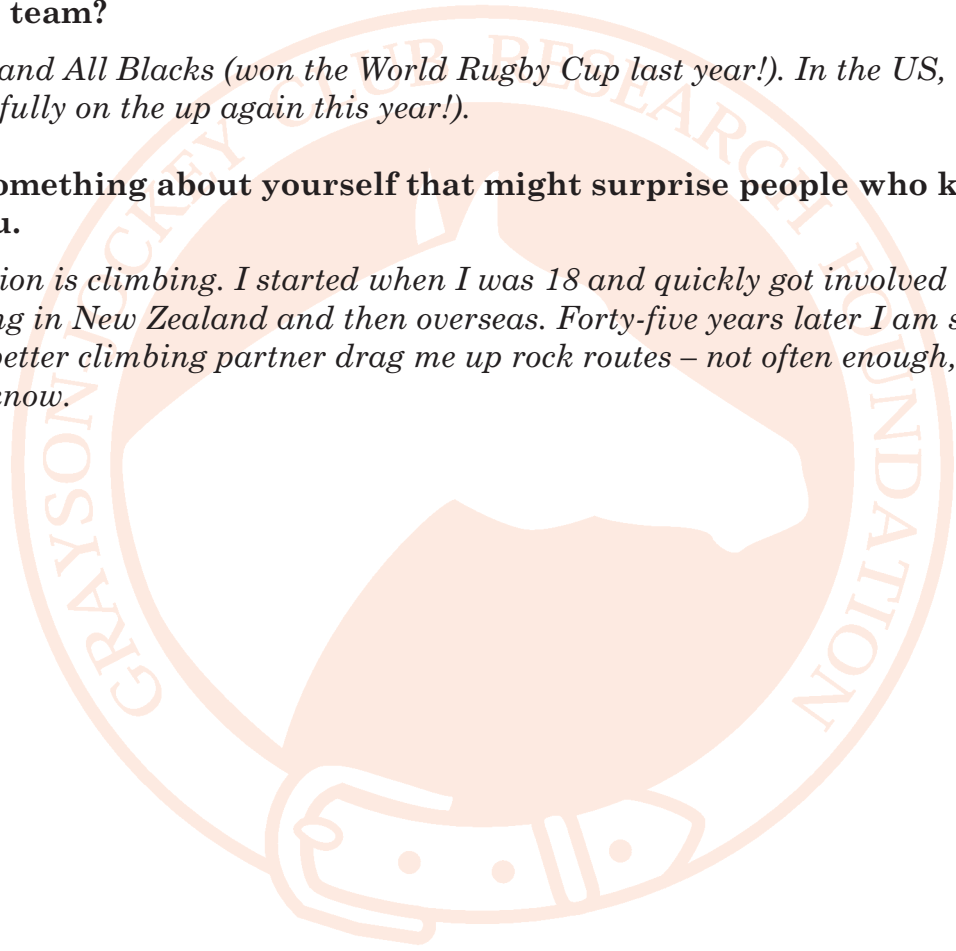 team?
and All Blacks (won the World Rugby Cup last year!). In the US,
fully on the up again this year!).
omething about yourself that might surprise people who k
u.
ion is climbing. I started when I was 18 and quickly got involved
ng in New Zealand and then overseas. Forty-five years later I am s
better climbing partner drag me up rock routes – not often enough,
know.
GRAYSON JOCKEY CLUB RESEARCH FOUNDATION